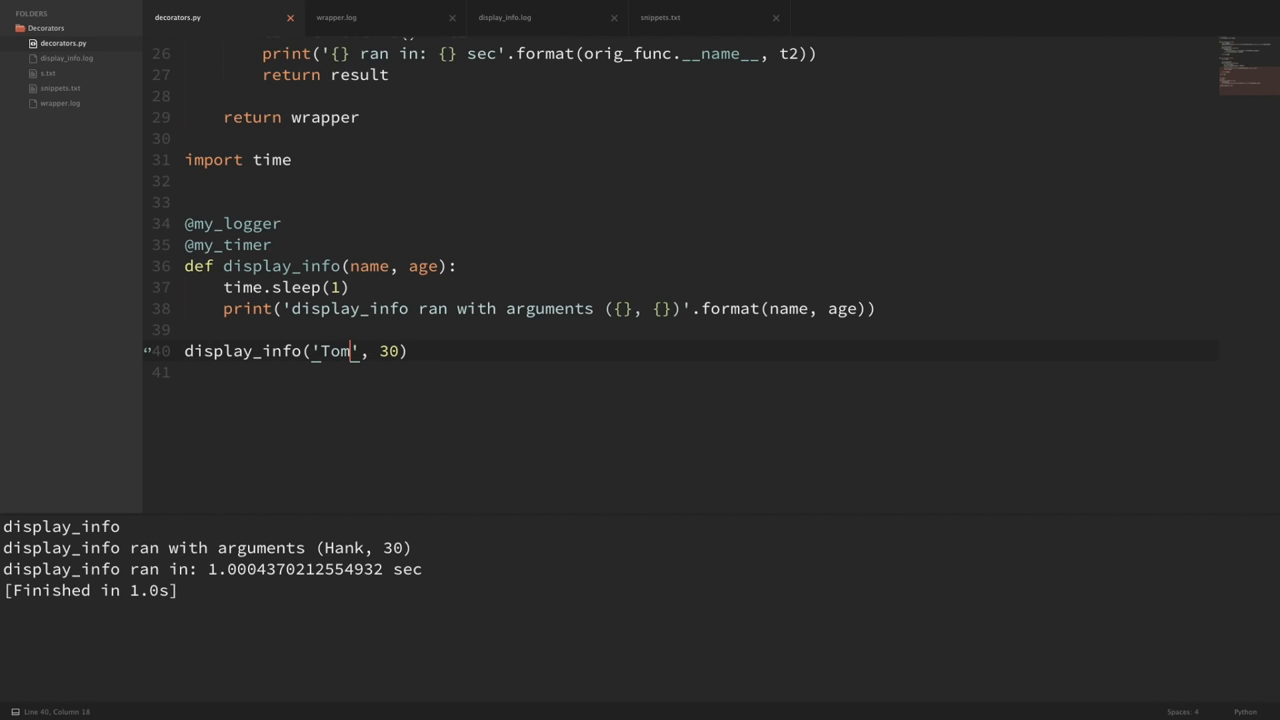 FOLDERS
Decorators
decorators.py
display_info.log
s.txt
snippets.txt
wrapper.log
decorators.py
wrapper.log
display_info.log
snippets.txt
26 print('{} ran in: {} sec'.format(orig_func.__name__, t2))
27 return result
28
29 return wrapper
30
31 import time
32
33
34 @my_logger
35 @my_timer
36 def display_info(name, age):
37 time.sleep(1)
38 print('display_info ran with arguments ({}, {})'.format(name, age))
39
40 display_info('Tom', 30)
41
display_info
display_info ran with arguments (Hank, 30)
display_info ran in: 1.0004370212554932 sec
[Finished in 1.0s]
Line 40, Column 18
Spaces: 4
Python